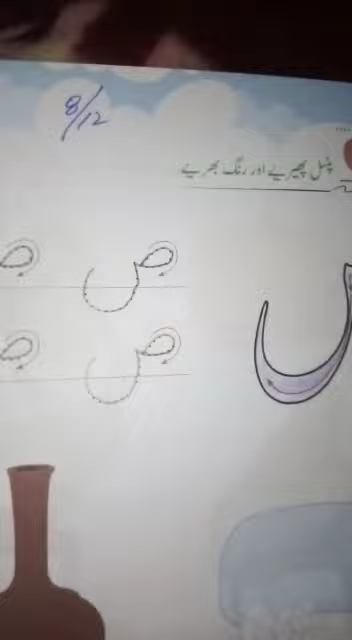 8/12
پنسل پھیریے اور رنگ بھریے
ص ص
ص ص
ص